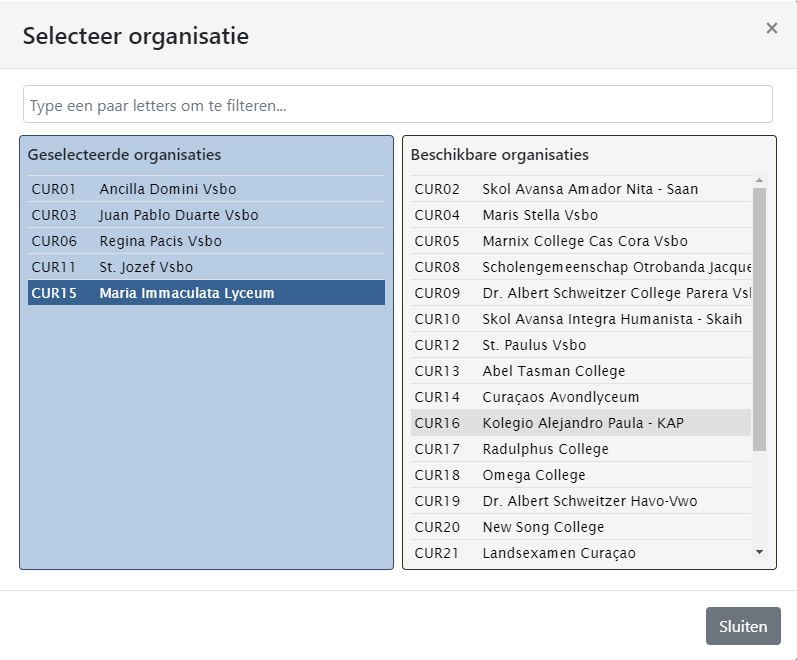 Selecteer organisatie
×
Type een paar letters om te filteren...
Geselecteerde organisaties
CUR01 Ancilla Domini Vsbo
CUR03 Juan Pablo Duarte Vsbo
CUR06 Regina Pacis Vsbo
CUR11 St. Jozef Vsbo
CUR15 Maria Immaculata Lyceum
Beschikbare organisaties
CUR02 Skol Avansa Amador Nita - Saan
CUR04 Maris Stella Vsbo
CUR05 Marnix College Cas Cora Vsbo
CUR08 Scholengemeenschap Otrobanda Jacque
CUR09 Dr. Albert Schweitzer College Parera Vsl
CUR10 Skol Avansa Integra Humanista - Skaih
CUR12 St. Paulus Vsbo
CUR13 Abel Tasman College
CUR14 Curaçaos Avondlyceum
CUR16 Kolegio Alejandro Paula - KAP
CUR17 Radulphus College
CUR18 Omega College
CUR19 Dr. Albert Schweitzer Havo-Vwo
CUR20 New Song College
CUR21 Landsexamen Curaçao
Sluiten